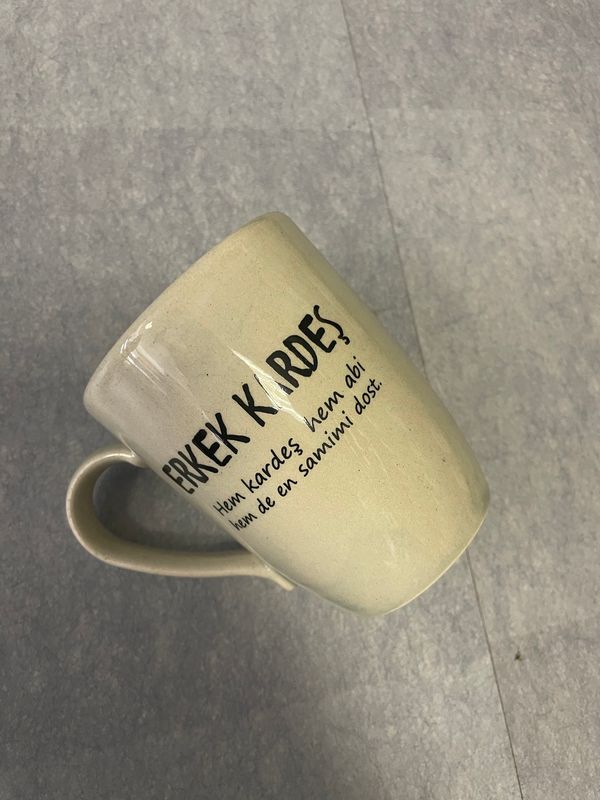 ERKEK KARDEŞ
Hem kardeş hem abi
hem de en samimi dost.